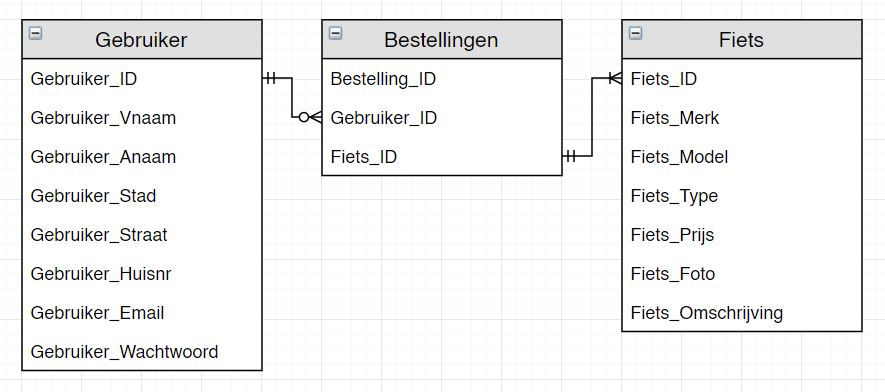 Gebruiker
Gebruiker_ID
Gebruiker_Vnaam
Gebruiker_Anaam
Gebruiker_Stad
Gebruiker_Straat
Gebruiker_Huisnr
Gebruiker_Email
Gebruiker_Wachtwoord
Bestellingen
Bestelling_ID
Gebruiker_ID
Fiets_ID
Fiets
Fiets_ID
Fiets_Merk
Fiets_Model
Fiets_Type
Fiets_Prijs
Fiets_Foto
Fiets_Omschrijving